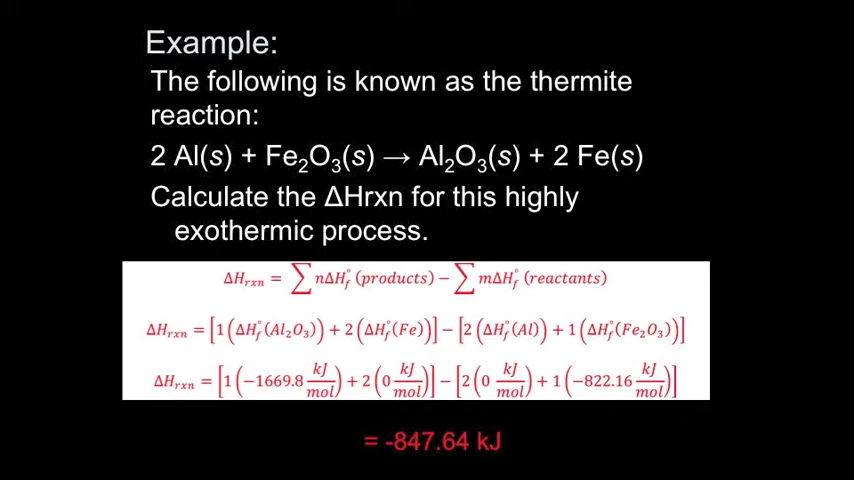 Example:
The following is known as the thermite
reaction:
2 Al(s) + Fe₂O₃(s) → Al₂O₃(s) + 2 Fe(s)
Calculate the ΔHrxn for this highly
exothermic process.
ΔH_rxn = ∑ nΔH_f°(products) − ∑ mΔH_f°(reactants)
ΔH_rxn = [1(ΔH_f°(Al₂O₃)) + 2(ΔH_f°(Fe))] − [2(ΔH_f°(Al)) + 1(ΔH_f°(Fe₂O₃))]
ΔH_rxn = [1(−1669.8 kJ/mol) + 2(0 kJ/mol)] − [2(0 kJ/mol) + 1(−822.16 kJ/mol)]
= -847.64 kJ